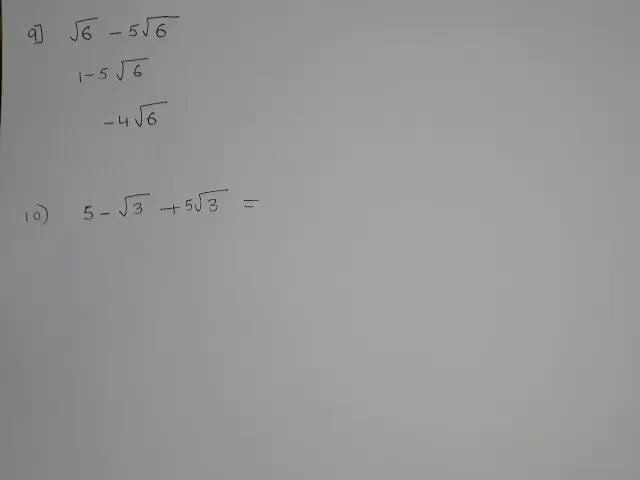 9] √6 − 5√6
1−5 √6
−4√6
10) 5 − √3 + 5√3 =